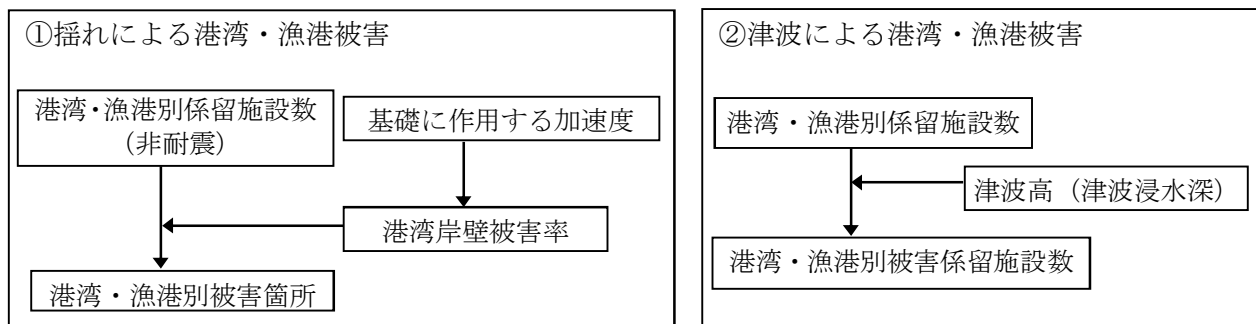 ①揺れによる港湾・漁港被害
港湾・漁港別係留施設数
（非耐震）
基礎に作用する加速度
港湾岸壁被害率
港湾・漁港別被害箇所
②津波による港湾・漁港被害
港湾・漁港別係留施設数
津波高（津波浸水深）
港湾・漁港別被害係留施設数